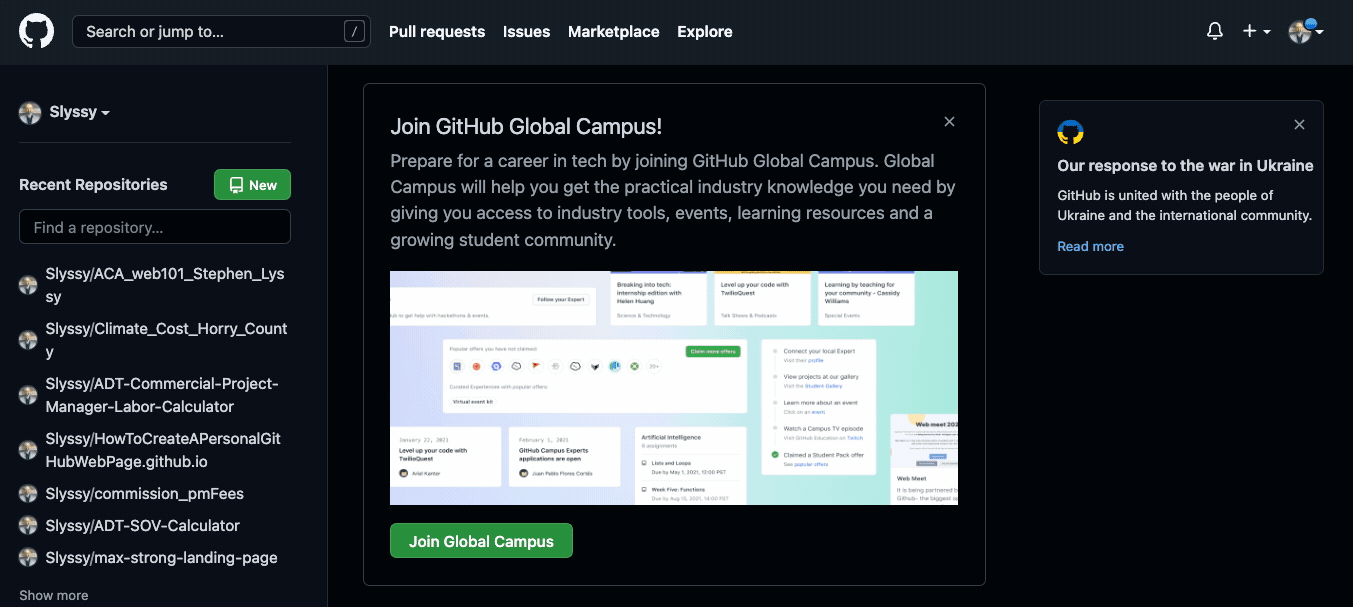 Search or jump to...
/
Pull requests
Issues
Marketplace
Explore
Slyssy
Recent Repositories
New
Find a repository...
Slyssy/ACA_web101_Stephen_Lys
sy
Slyssy/Climate_Cost_Horry_Count
y
Slyssy/ADT-Commercial-Project-
Manager-Labor-Calculator
Slyssy/HowToCreateAPersonalGit
HubWebPage.github.io
Slyssy/commission_pmFees
Slyssy/ADT-SOV-Calculator
Slyssy/max-strong-landing-page
Show more
Join GitHub Global Campus!
Prepare for a career in tech by joining GitHub Global Campus. Global
Campus will help you get the practical industry knowledge you need by
giving you access to industry tools, events, learning resources and a
growing student community.
Follow your Expert
to get help with hackathons & events.
Breaking into tech:
internship edition with
Helen Huang
Science & Technology
Level up your code with
TwilioQuest
Talk Shows & Podcasts
Learning by teaching for
your community - Cassidy
Williams
Special Events
Popular offers you have not claimed
Claim more offers
20+
Curated Experiences with popular offers:
Virtual event kit
Connect your local Expert
Visit their profile
View projects at our gallery
Visit the Student Gallery
Learn more about an event
Click on an event
Watch a Campus TV episode
Visit GitHub Education on Twitch
Claimed a Student Pack offer
See popular offers
January 22, 2021
Level up your code with
TwilioQuest
Ariel Kantor
February 1, 2021
GitHub Campus Experts
applications are open
Juan Pablo Flores Cortés
Artificial Intelligence
6 assignments
Lists and Loops
Due by May 1, 2021, 12:00 PST
Week Five: Functions
Due by Aug 15, 2021, 14:00 PST
Web meet 202
Web Meet
It is being partnered
GitHub- the biggest op
Join Global Campus
Our response to the war in Ukraine
GitHub is united with the people of
Ukraine and the international community.
Read more